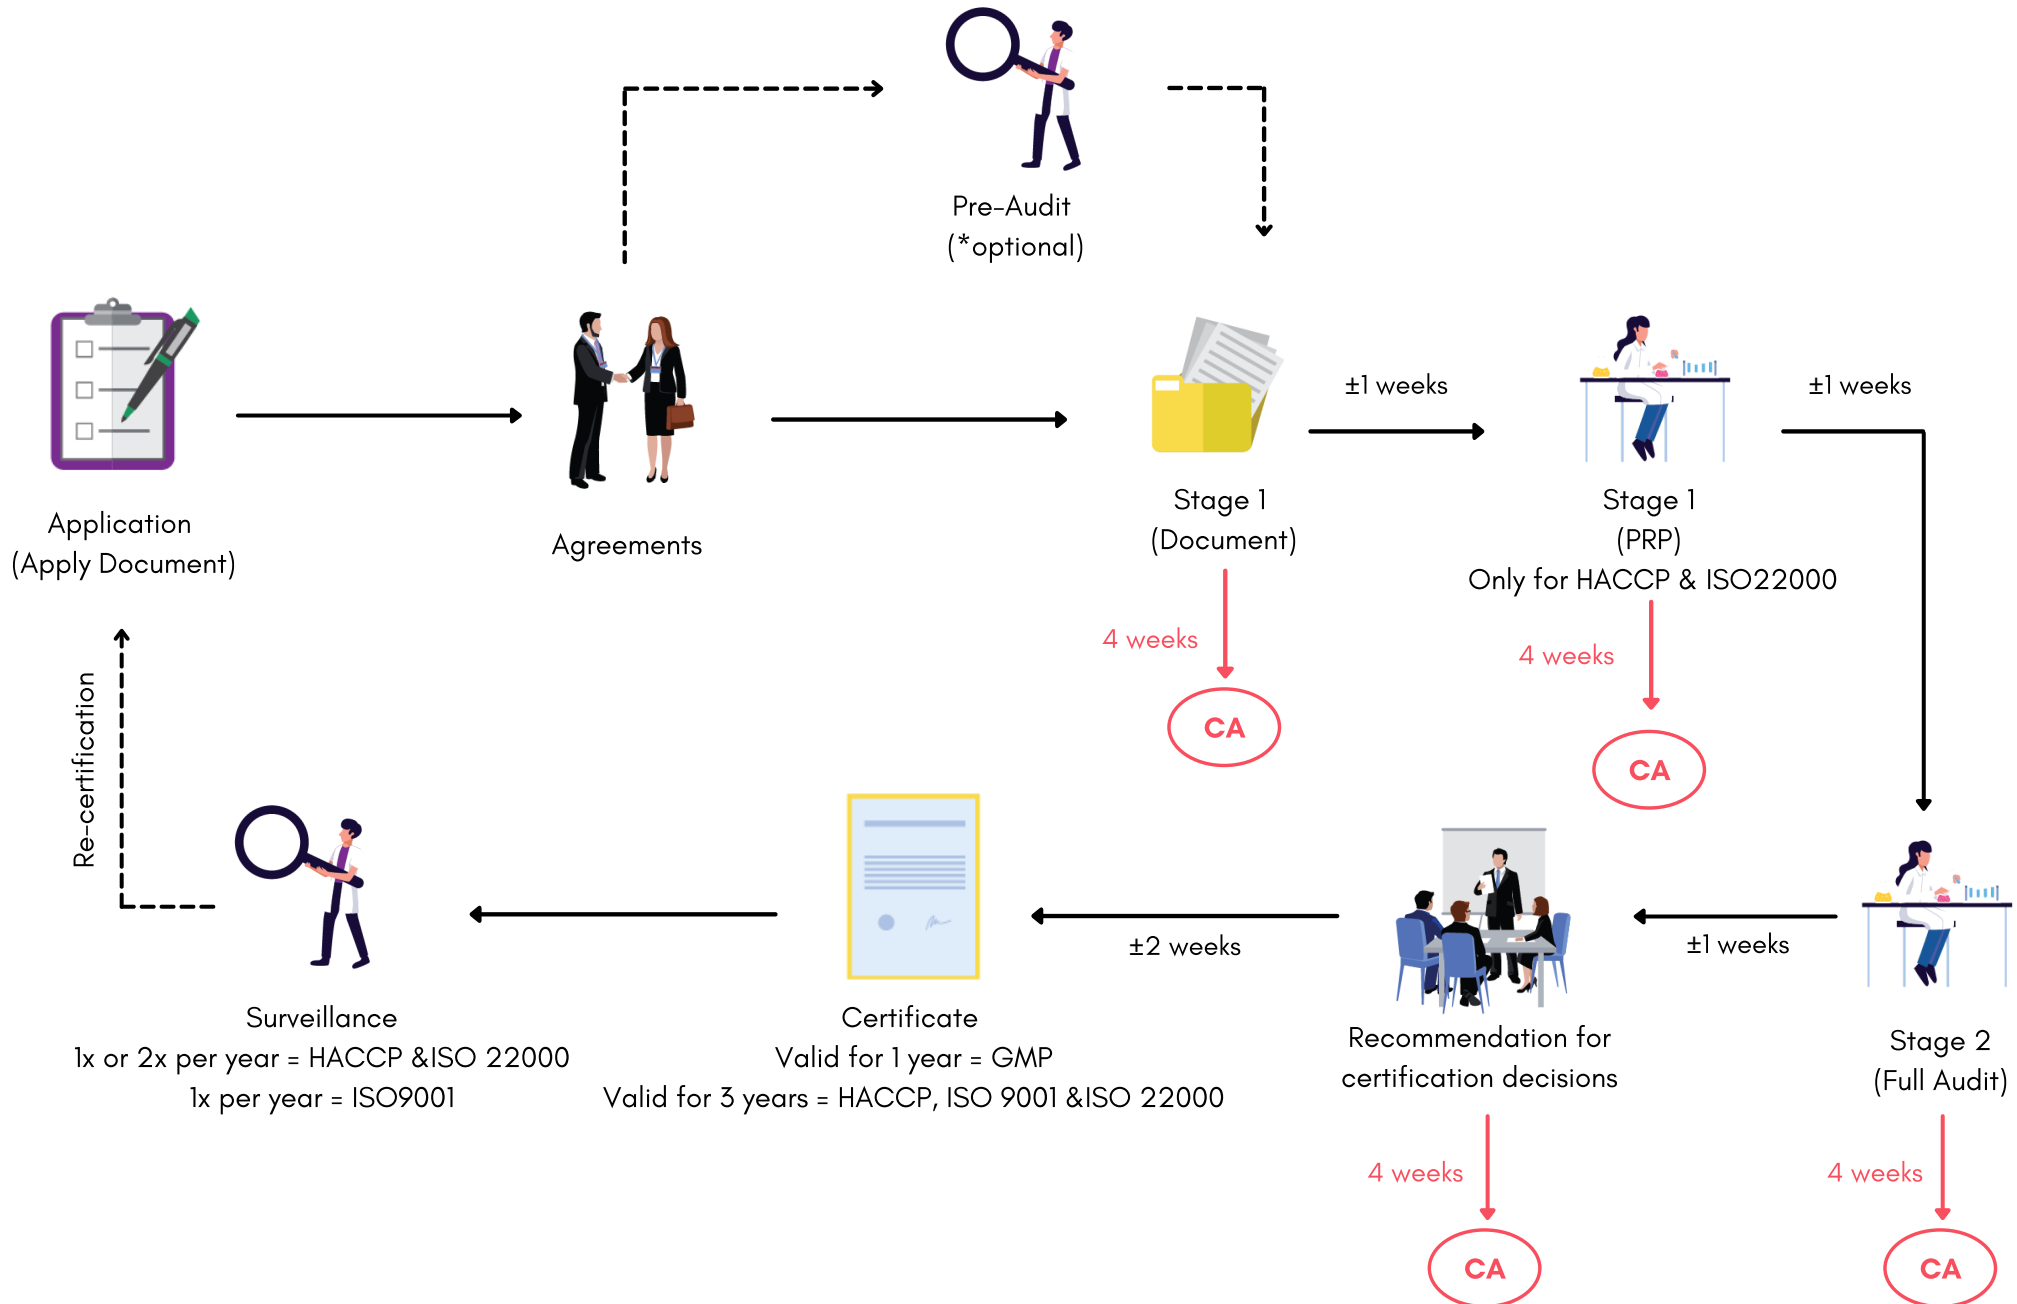 Pre-Audit
(*optional)
Application
(Apply Document)
Agreements
Stage 1
(Document)
±1 weeks
Stage 1
(PRP)
Only for HACCP & ISO22000
±1 weeks
4 weeks
CA
4 weeks
CA
Re-certification
Surveillance
1x or 2x per year = HACCP &ISO 22000
1x per year = ISO9001
Certificate
Valid for 1 year = GMP
Valid for 3 years = HACCP, ISO 9001 &ISO 22000
±2 weeks
Recommendation for
certification decisions
±1 weeks
Stage 2
(Full Audit)
4 weeks
CA
4 weeks
CA